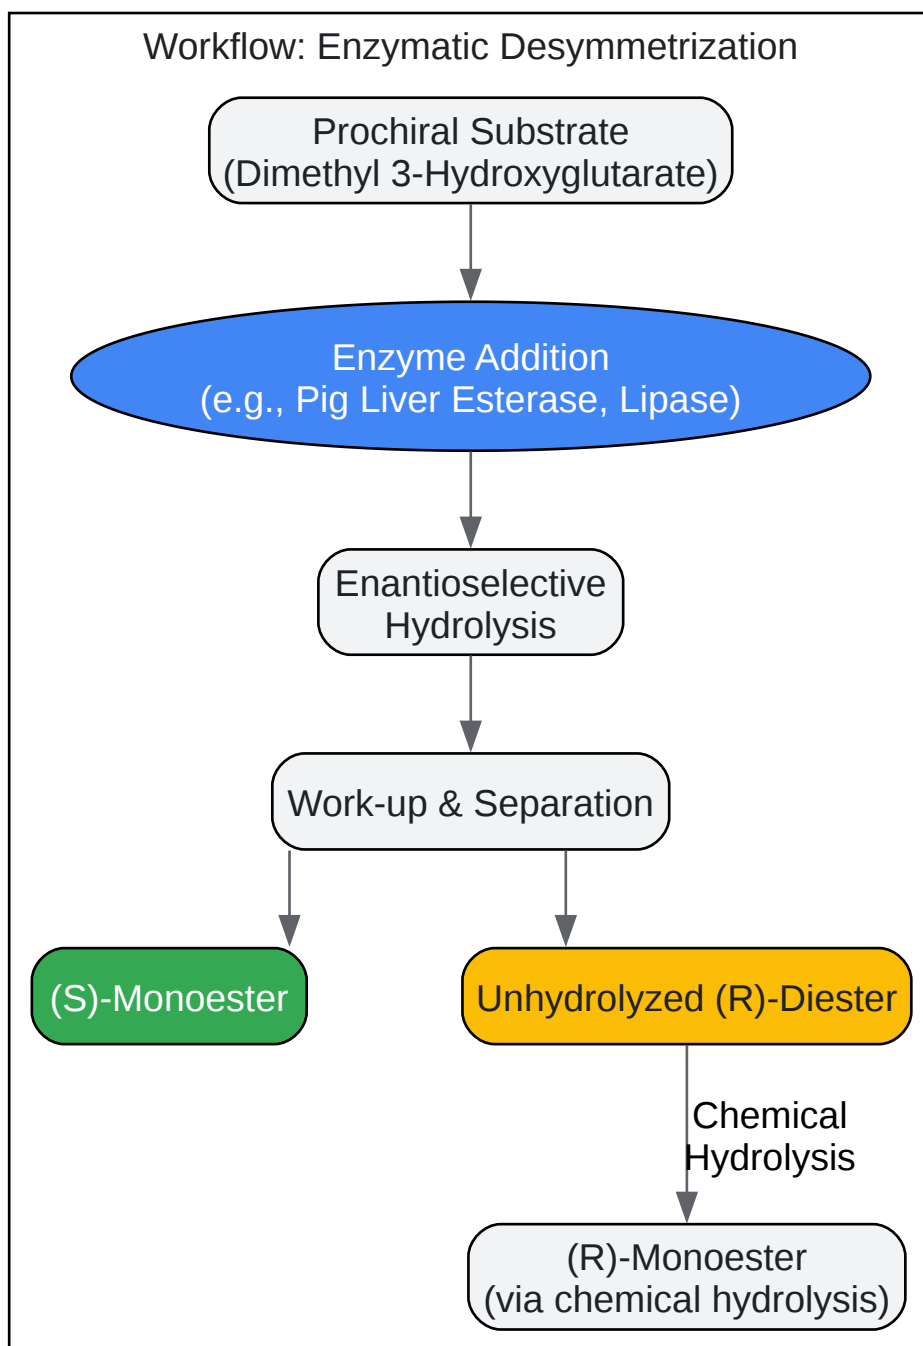 Workflow: Enzymatic Desymmetrization
Prochiral Substrate
(Dimethyl 3-Hydroxyglutarate)
Enzyme Addition
(e.g., Pig Liver Esterase, Lipase)
Enantioselective
Hydrolysis
Work-up & Separation
(S)-Monoester
Unhydrolyzed (R)-Diester
Chemical
Hydrolysis
(R)-Monoester
(via chemical hydrolysis)